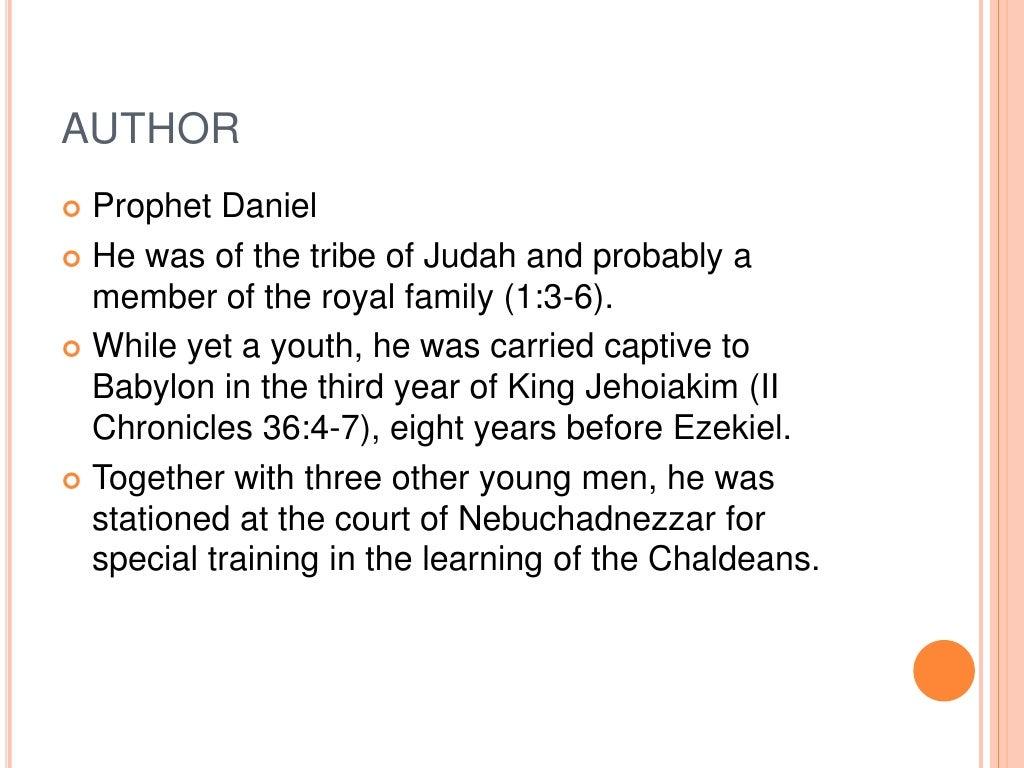 AUTHOR
Prophet Daniel
He was of the tribe of Judah and probably a
member of the royal family (1:3-6).
While yet a youth, he was carried captive to
Babylon in the third year of King Jehoiakim (II
Chronicles 36:4-7), eight years before Ezekiel.
Together with three other young men, he was
stationed at the court of Nebuchadnezzar for
special training in the learning of the Chaldeans.